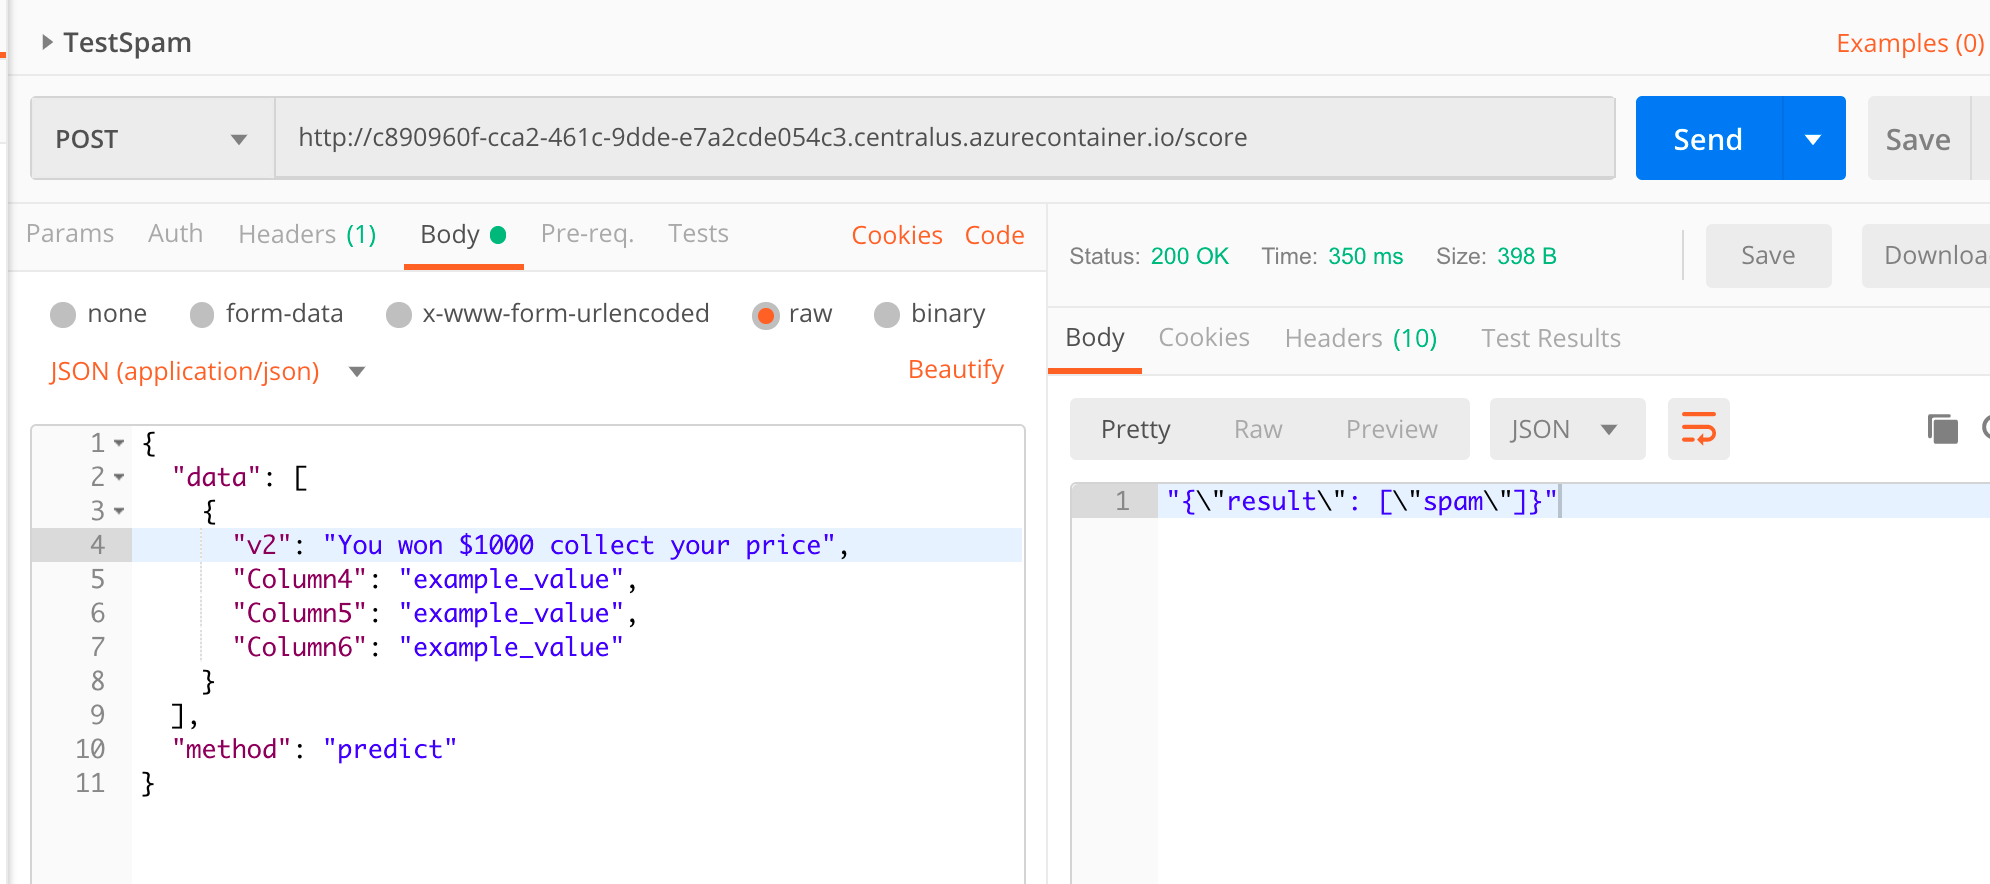 TestSpam
Examples (0)
POST
http://c890960f-cca2-461c-9dde-e7a2cde054c3.centralus.azurecontainer.io/score
Send
Save
Params Auth Headers (1) Body Pre-req. Tests Cookies Code
none form-data x-www-form-urlencoded raw binary
JSON (application/json) Beautify
1 {
2 "data": [
3 {
4 "v2": "You won $1000 collect your price",
5 "Column4": "example_value",
6 "Column5": "example_value",
7 "Column6": "example_value"
8 }
9 ],
10 "method": "predict"
11 }
Status: 200 OK Time: 350 ms Size: 398 B Save Downloa
Body Cookies Headers (10) Test Results
Pretty Raw Preview JSON
1 "{\"result\": [\"spam\"]}"